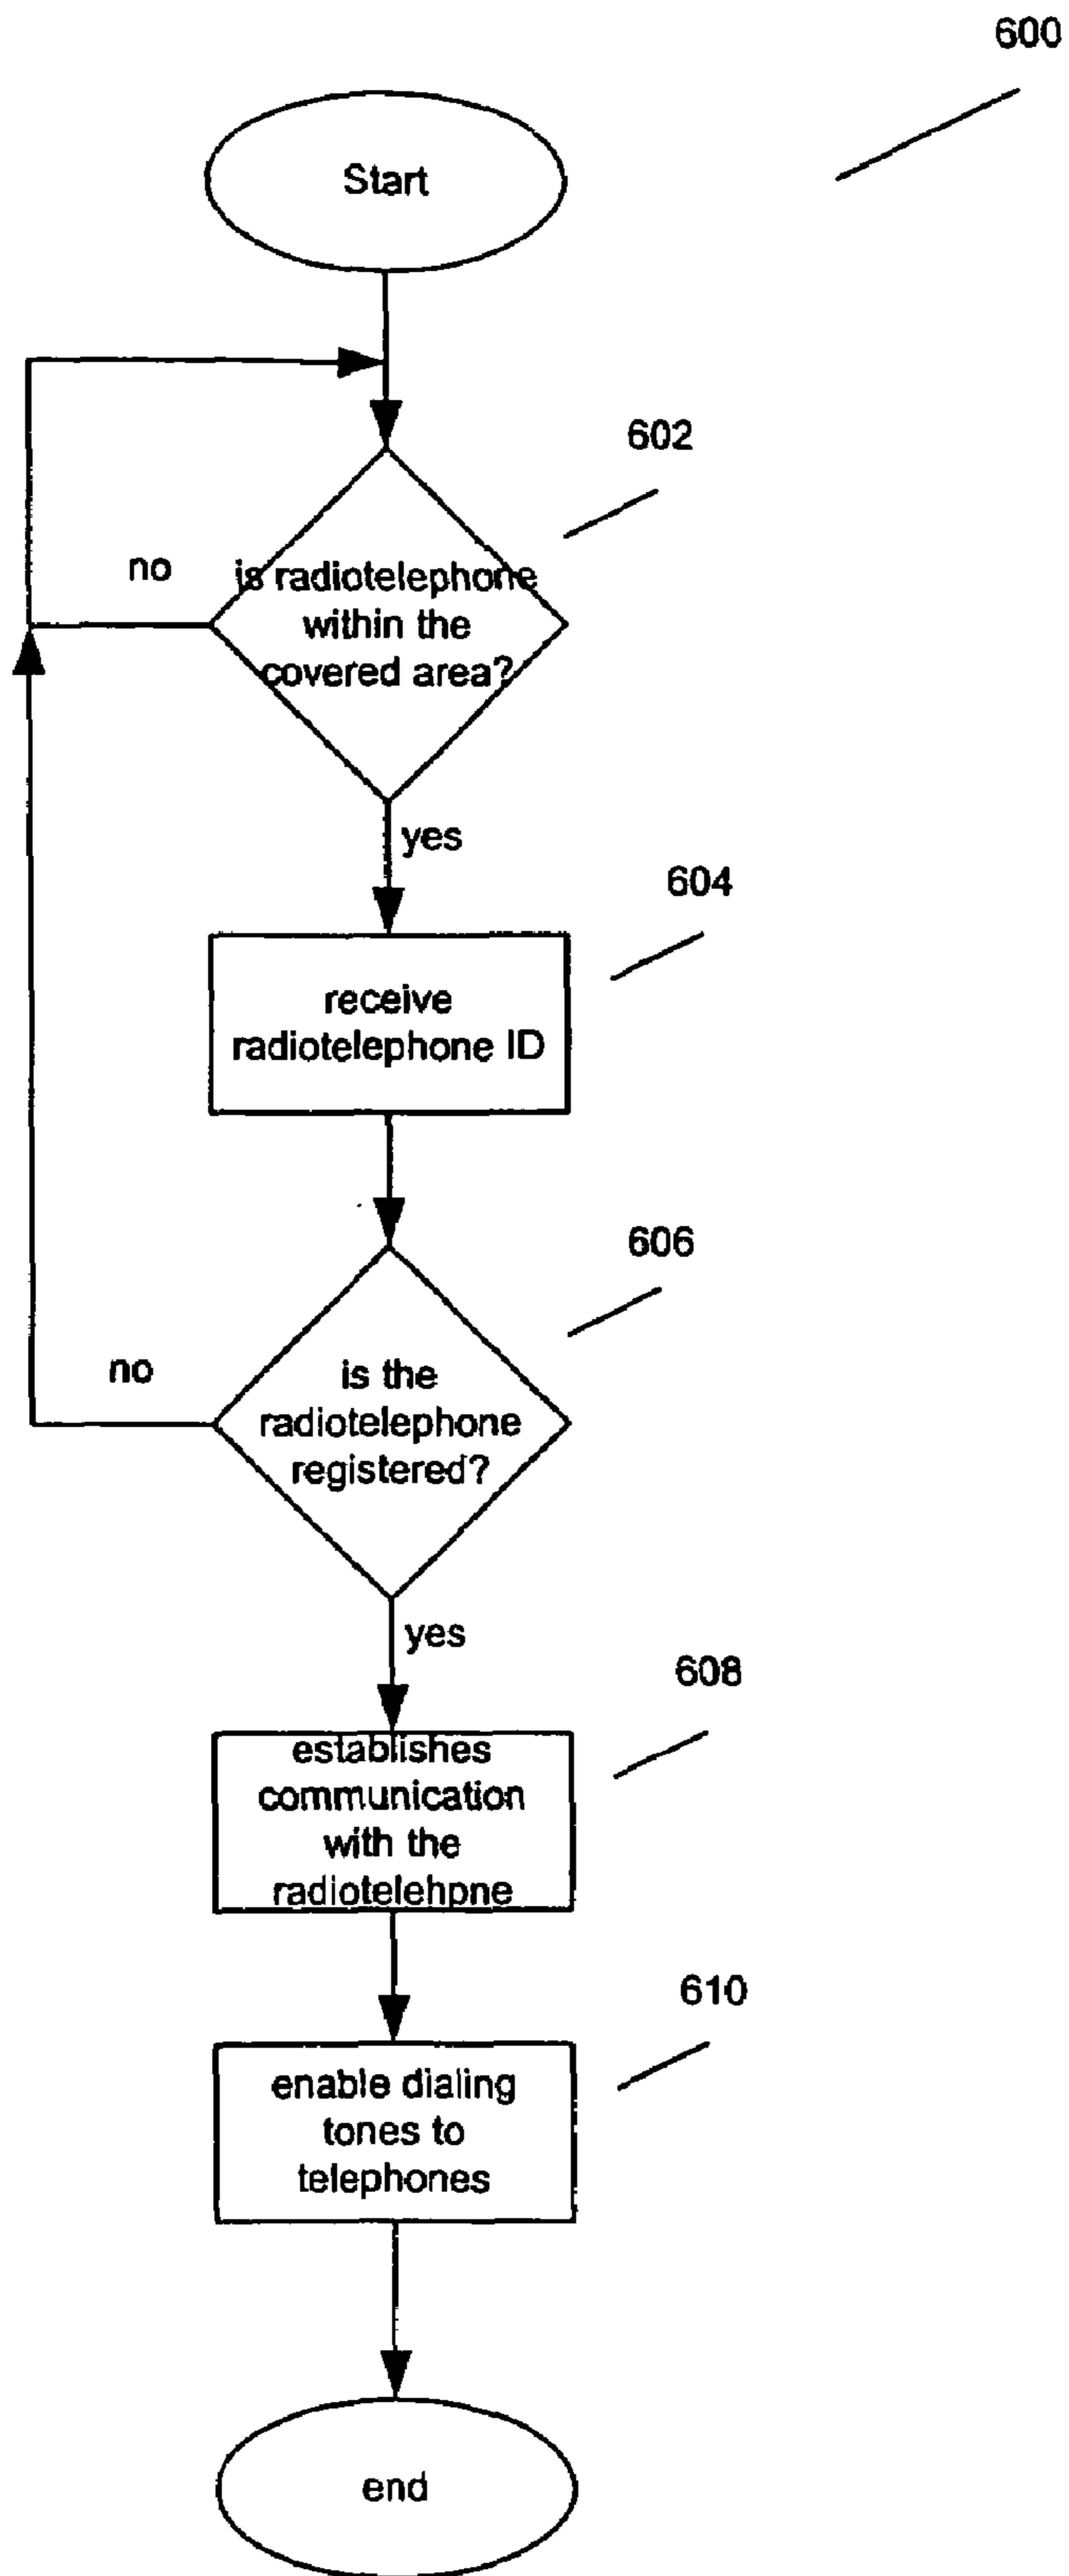 600
Start
602
no
is radiotelephone
within the
covered area?
yes
604
receive
radiotelephone ID
606
no
is the
radiotelephone
registered?
yes
608
establishes
communication
with the
radiotelehpne
610
enable dialing
tones to
telephones
end